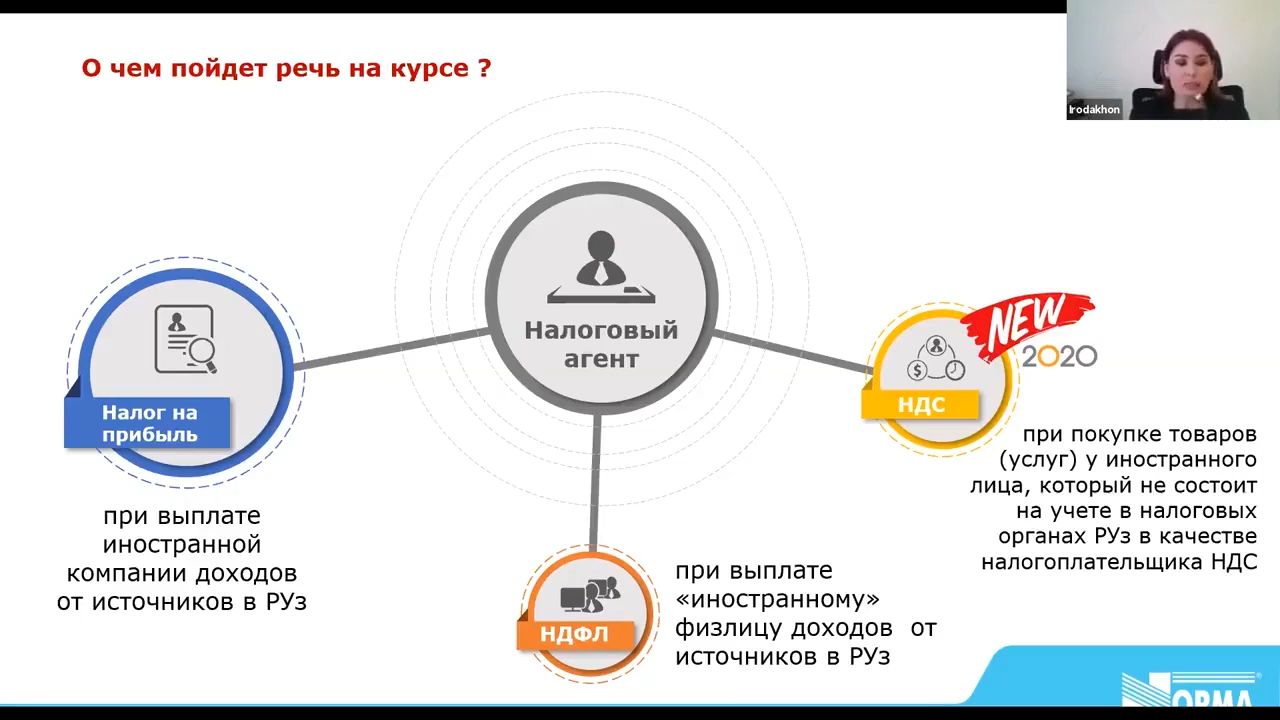 О чем пойдет речь на курсе ?
Irodakhon
Налоговый
агент
Налог на
прибыль
при выплате
иностранной
компании доходов
от источников в РУз
НДФЛ
при выплате
«иностранному»
физлицу доходов от
источников в РУз
NEW
2020
$
НДС
при покупке товаров
(услуг) у иностранного
лица, который не состоит
на учете в налоговых
органах РУз в качестве
налогоплательщика НДС
NОРМА
®